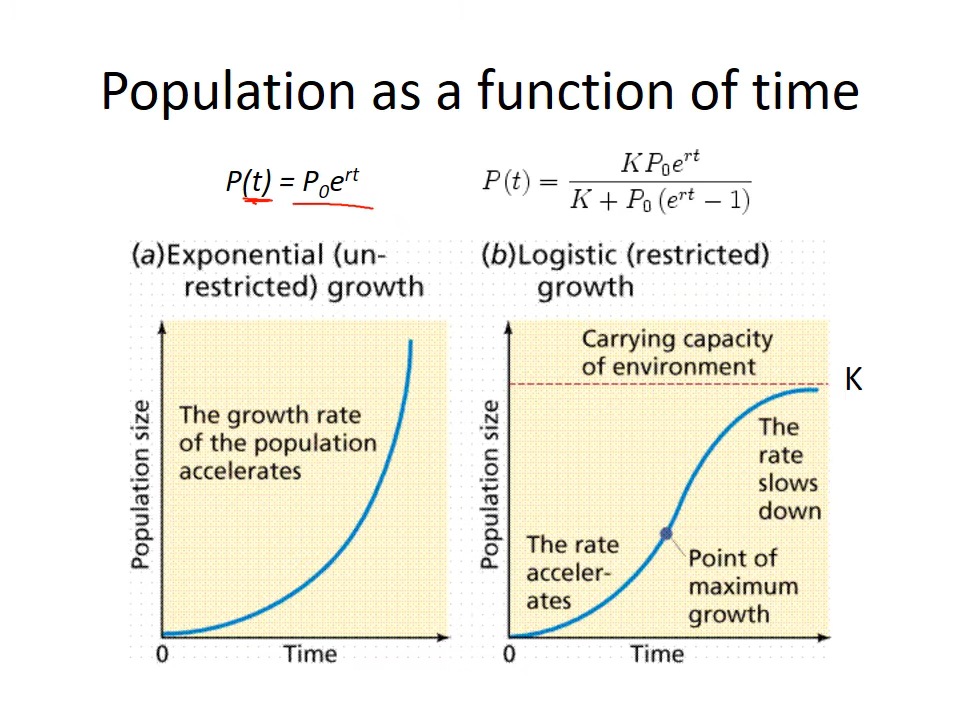 Population as a function of time
P(t) = P₀eʳᵗ
P(t) = KP₀eʳᵗ / K + P₀ (eʳᵗ − 1)
(a)Exponential (un-
restricted) growth
Population size
The growth rate
of the population
accelerates
0
Time
(b)Logistic (restricted)
growth
Population size
Carrying capacity
of environment
K
The
rate
slows
down
The rate
acceler-
ates
Point of
maximum
growth
0
Time